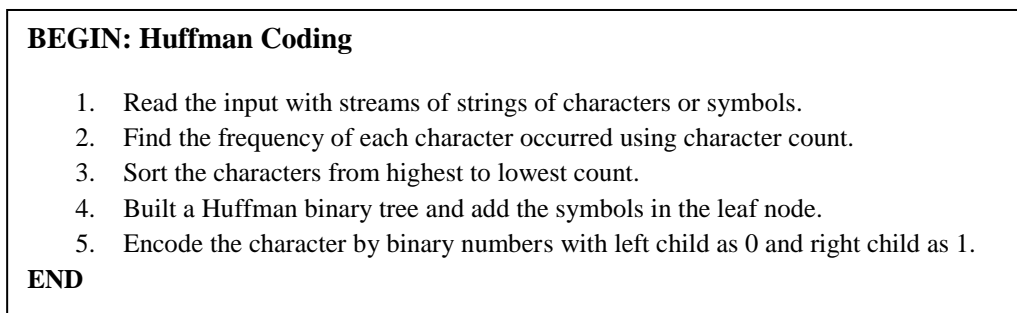 BEGIN: Huffman Coding
1. Read the input with streams of strings of characters or symbols.
2. Find the frequency of each character occurred using character count.
3. Sort the characters from highest to lowest count.
4. Built a Huffman binary tree and add the symbols in the leaf node.
5. Encode the character by binary numbers with left child as 0 and right child as 1.
END